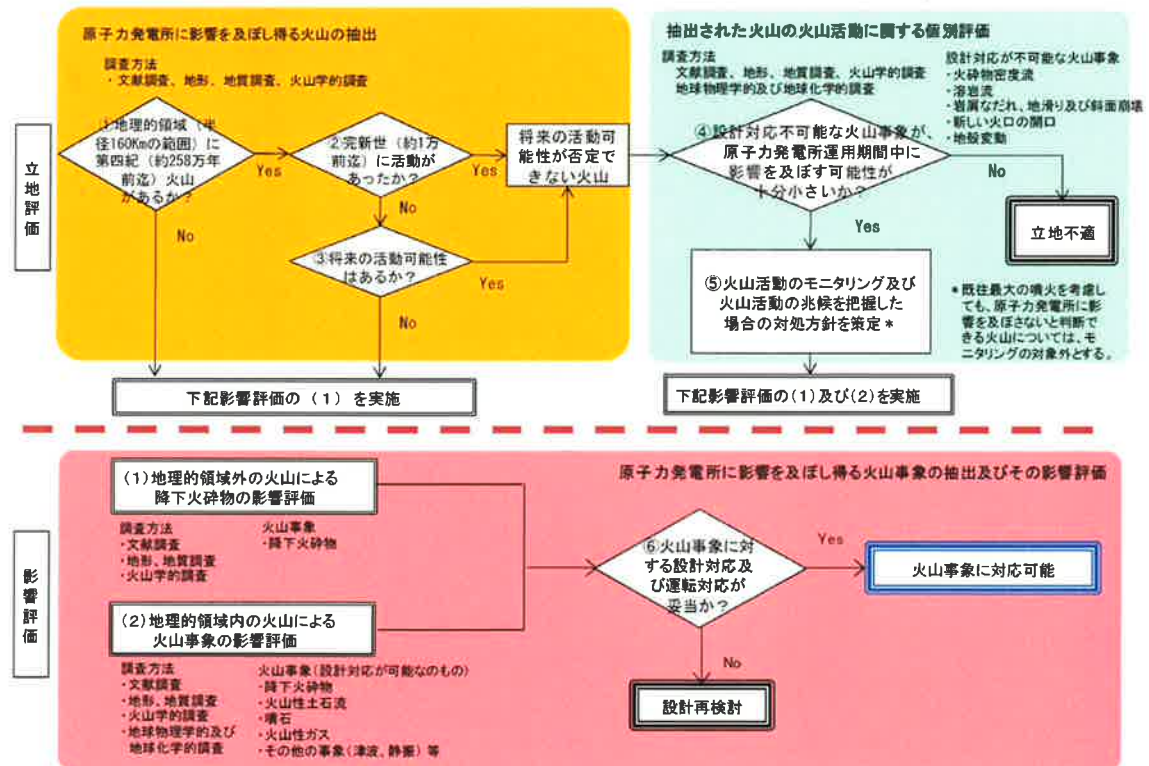 原子力発電所に影響を及ぼし得る火山の抽出
調査方法
・文献調査、地形、地質調査、火山学的調査
①地理的領域（半
径160Kmの範囲）に
第四紀（約258万年
前迄）火山
があるか？
Yes
No
②完新世（約1万
前迄）に活動が
あったか？
Yes
No
③将来の活動可能性
はあるか？
Yes
No
将来の活動可
能性が否定で
きない火山
立地評価
抽出された火山の火山活動に関する個別評価
調査方法
文献調査、地形、地質調査、火山学的調査
地球物理学的及び地球化学的調査
設計対応が不可能な火山事象
・火砕物密度流
・溶岩流
・岩屑なだれ、地滑り及び斜面崩壊
・新しい火口の開口
・地殻変動
④設計対応不可能な火山事象が、
原子力発電所運用期間中に
影響を及ぼす可能性が
十分小さいか？
No
Yes
立地不適
⑤火山活動のモニタリング及び
火山活動の兆候を把握した
場合の対処方針を策定＊
＊既往最大の噴火を考慮し
ても、原子力発電所に影
響を及ぼさないと判断で
きる火山については、モ
ニタリングの対象外とする。
下記影響評価の（1）を実施
下記影響評価の(1)及び(2)を実施
影響評価
原子力発電所に影響を及ぼし得る火山事象の抽出及びその影響評価
(1)地理的領域外の火山による
降下火砕物の影響評価
調査方法
・文献調査
・地形、地質調査
・火山学的調査
火山事象
・降下火砕物
(2)地理的領域内の火山による
火山事象の影響評価
調査方法
・文献調査
・地形、地質調査
・火山学的調査
・地球物理学的及び
地球化学的調査
火山事象（設計対応が可能なのもの）
・降下火砕物
・火山性土石流
・噴石
・火山性ガス
・その他の事象（津波、静振）等
⑥火山事象に対
する設計対応及
び運転対応が
妥当か？
Yes
No
火山事象に対応可能
設計再検討